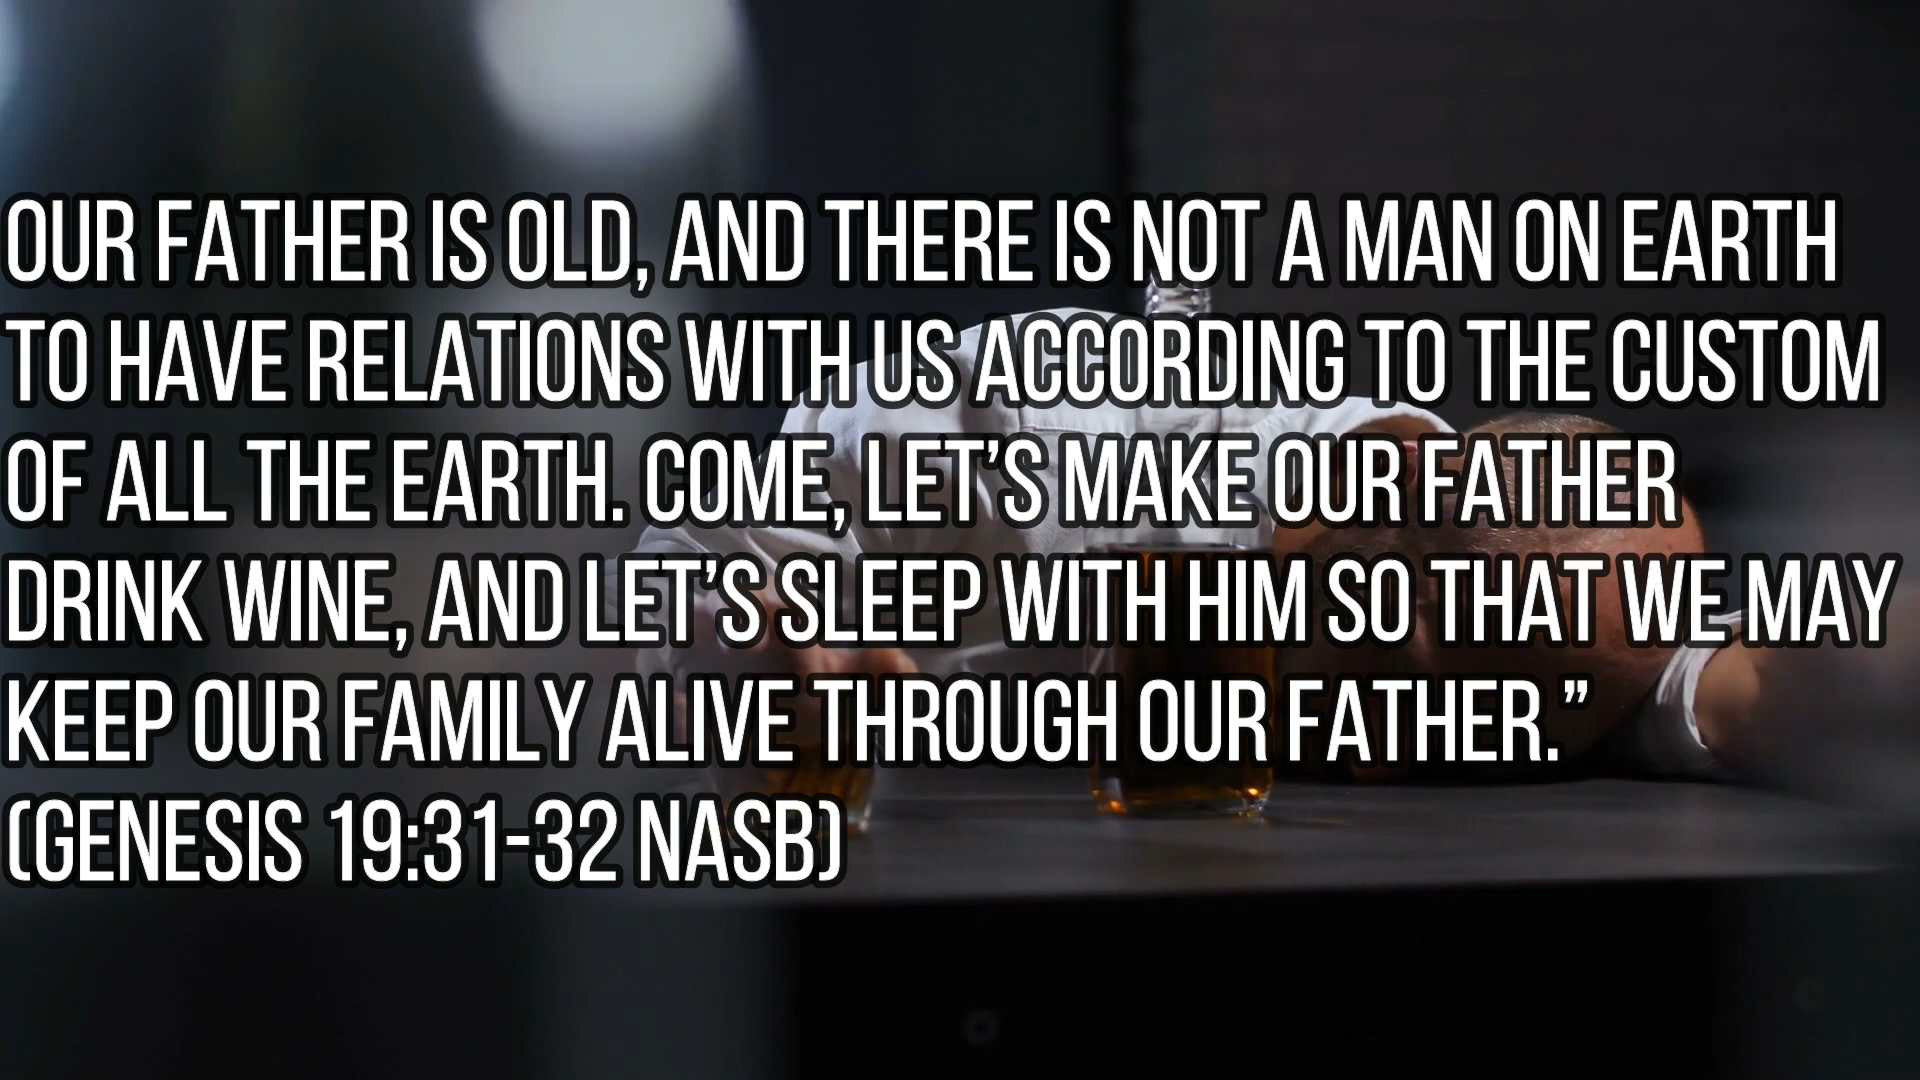 OUR FATHER IS OLD, AND THERE IS NOT A MAN ON EARTH
TO HAVE RELATIONS WITH US ACCORDING TO THE CUSTOM
OF ALL THE EARTH. COME, LET’S MAKE OUR FATHER
DRINK WINE, AND LET’S SLEEP WITH HIM SO THAT WE MAY
KEEP OUR FAMILY ALIVE THROUGH OUR FATHER.”
(GENESIS 19:31-32 NASB)